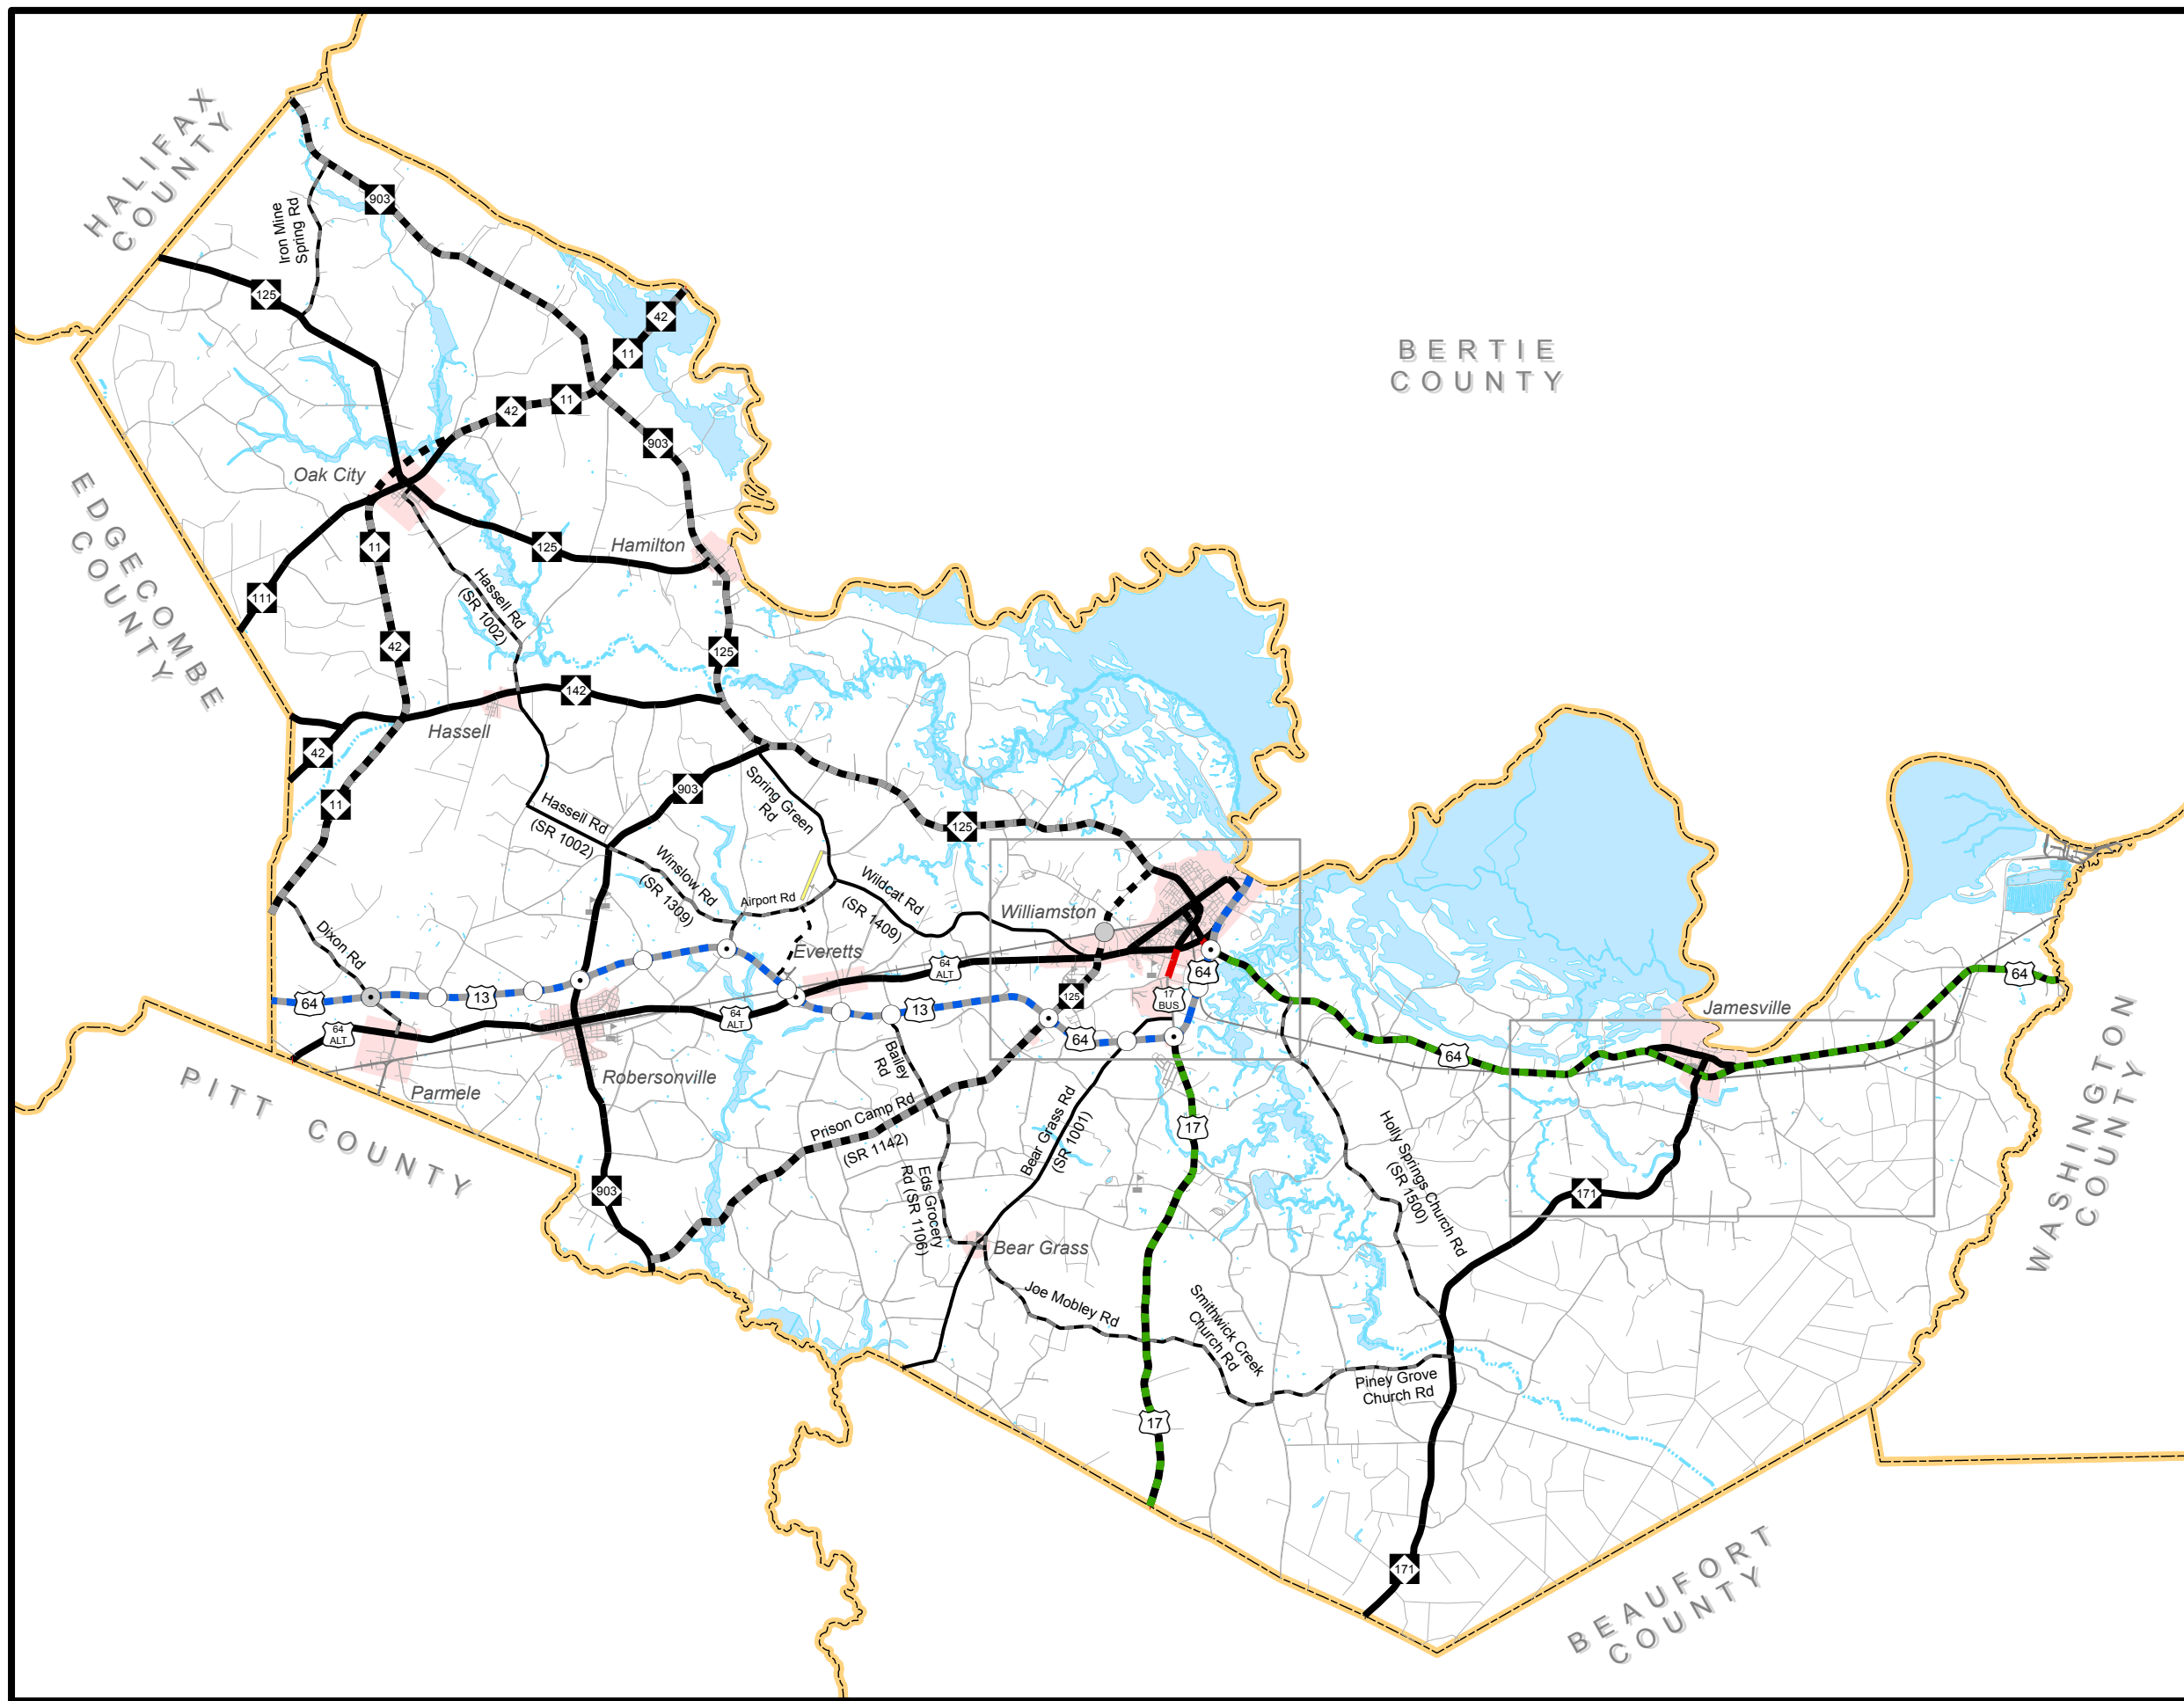 HALIFAX
COUNTY
903
Iron Mine
Spring Rd
125
42
11
BERTIE
COUNTY
11
42
903
Oak City
EDGECOMBE
COUNTY
11
125
Hamilton
111
Hassell Rd
(SR 1002)
42
125
142
Hassell
42
903
11
Spring Green
Rd
Hassell Rd
(SR 1002)
125
Winslow Rd
(SR 1309)
Airport Rd
Wildcat Rd
(SR 1409)
Williamston
Dixon Rd
Everetts
64
ALT
64
64
64
13
125
17
BUS
13
Jamesville
64
ALT
64
ALT
64
64
Bailey
Rd
Robersonville
Parmele
PITT COUNTY
Prison Camp Rd
(SR 1142)
Bear Grass Rd
(SR 1001)
17
Holly Springs Church Rd
(SR 1500)
WASHINGTON
COUNTY
903
Eds Grocery
Rd (SR 1106)
171
Bear Grass
Joe Mobley Rd
Smithwick Creek
Church Rd
Piney Grove
Church Rd
17
171
BEAUFORT
COUNTY